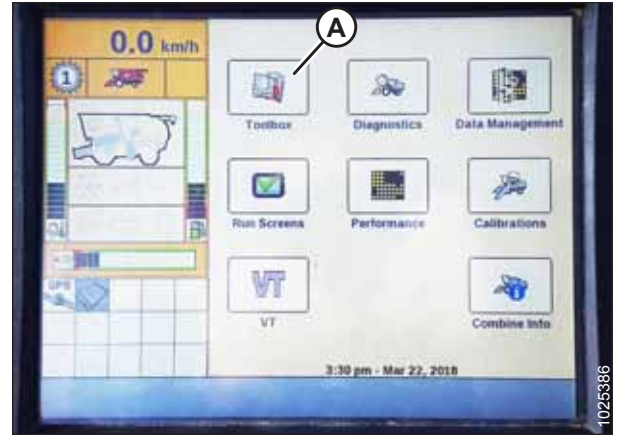 0.0 km/h
A
1
Toolbox
Diagnostics
Data Management
Run Screens
Performance
Calibrations
GPS
VT
VT
Combine Info
3:30 pm - Mar 22, 2018
1025386